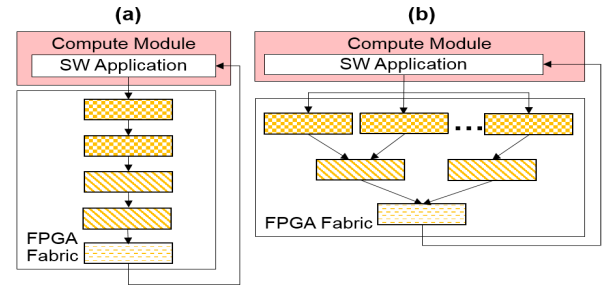 (a)
Compute Module
SW Application
FPGA
Fabric
(b)
Compute Module
SW Application
...
FPGA Fabric